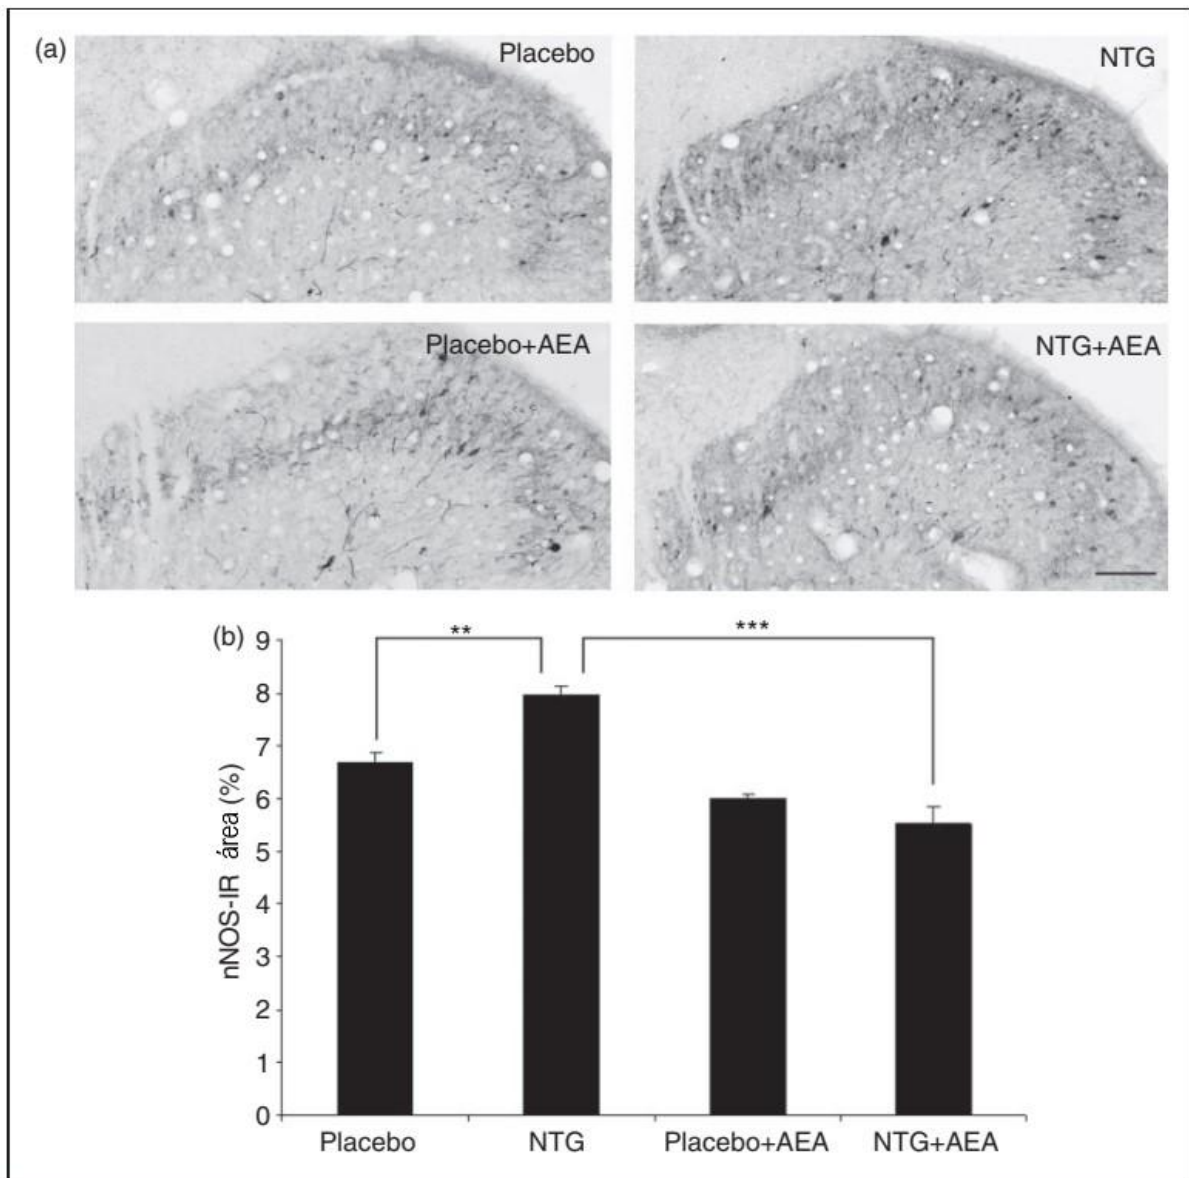 (a)
Placebo
NTG
Placebo+AEA
NTG+AEA
(b)
**
***
nNOS-IR área (%)
9
8
7
6
5
4
3
2
1
0
Placebo
NTG
Placebo+AEA
NTG+AEA